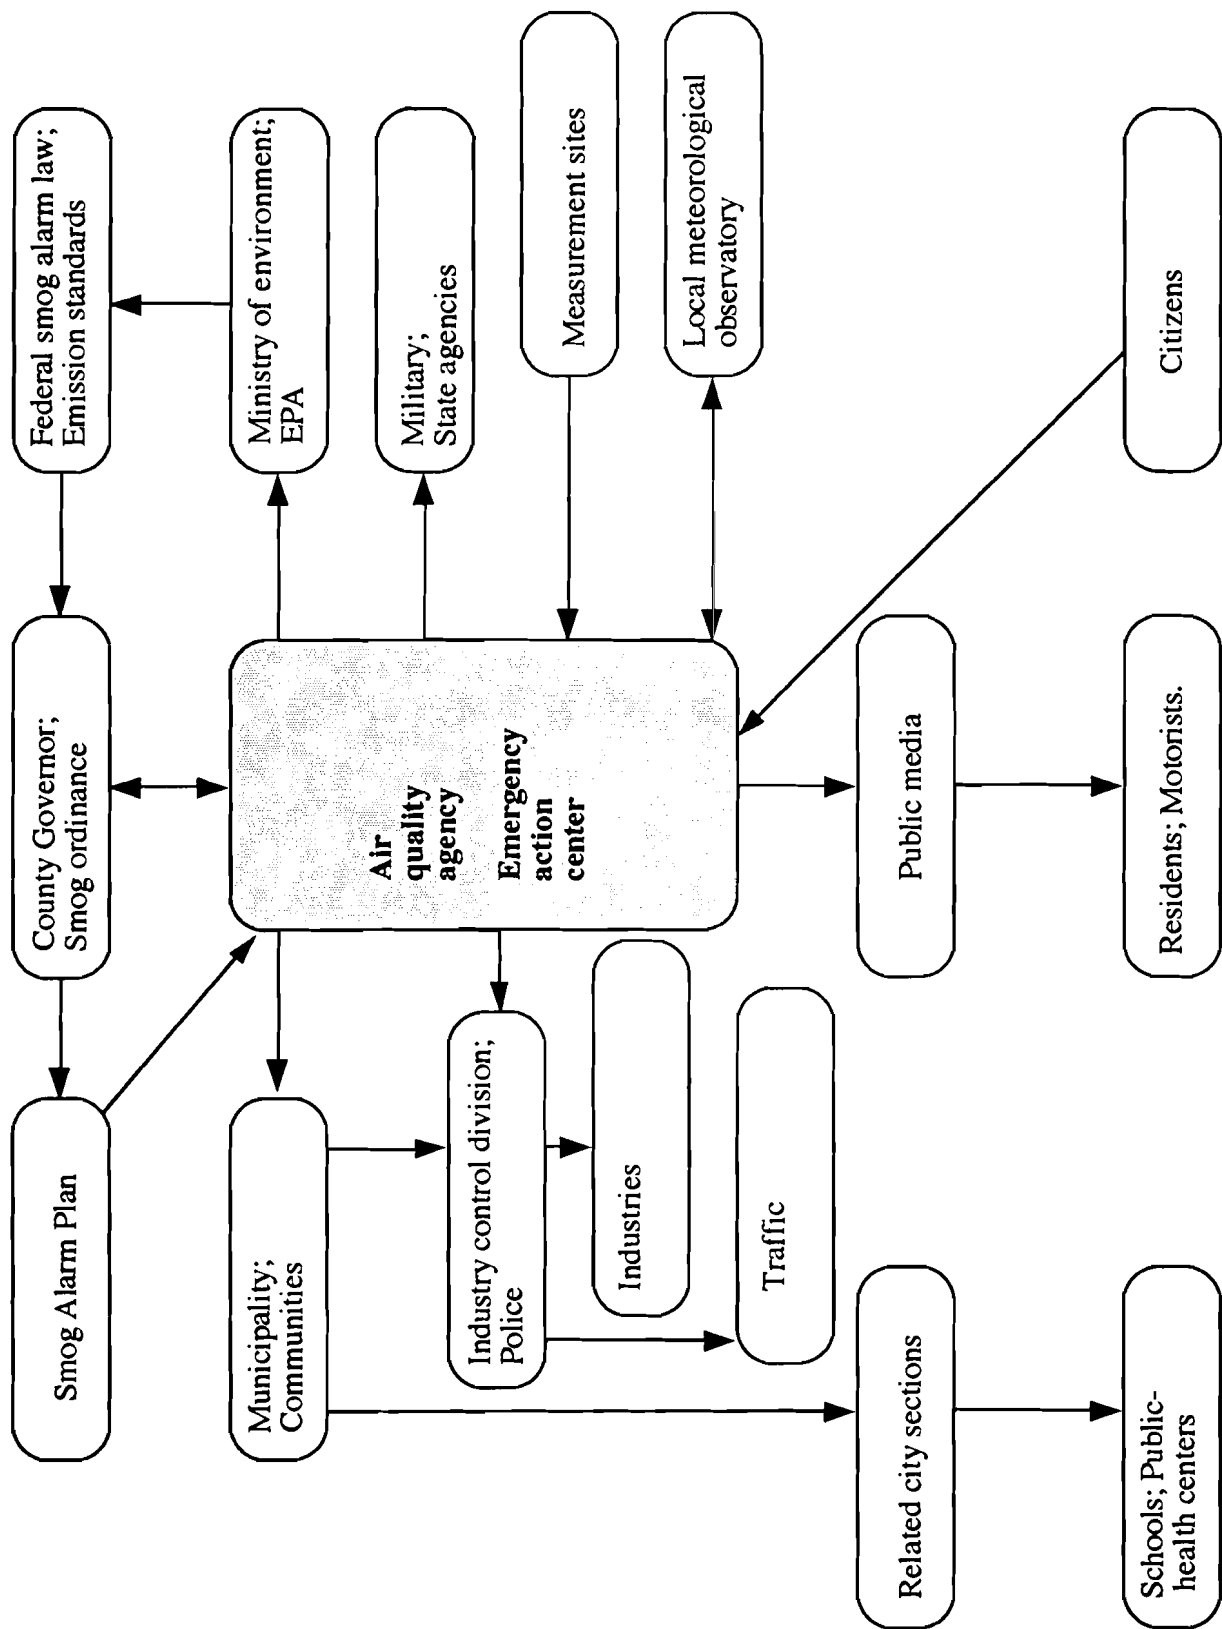 Smog Alarm Plan
County Governor;
Smog ordinance
Federal smog alarm law;
Emission standards
Municipality;
Communities
Ministry of environment;
EPA
Air
quality
agency
Emergency
action
center
Military;
State agencies
Industry control division;
Police
Measurement sites
Industries
Local meteorological
observatory
Traffic
Related city sections
Public media
Schools; Public-
health centers
Residents; Motorists.
Citizens